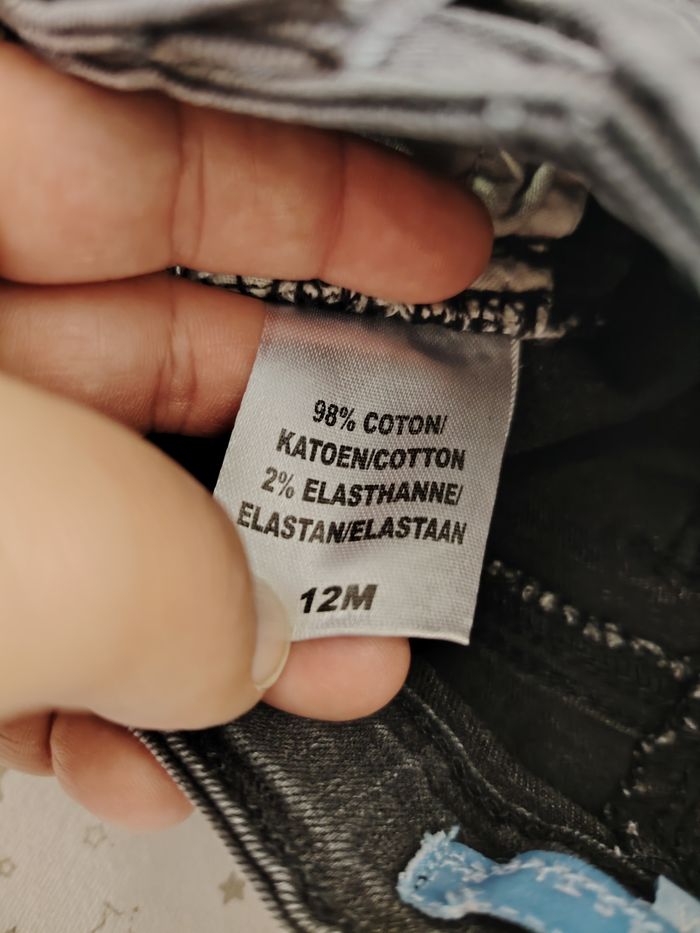 98% COTON/
KATOEN/COTTON
2% ELASTHANNE/
ELASTAN/ELASTAAN
12M